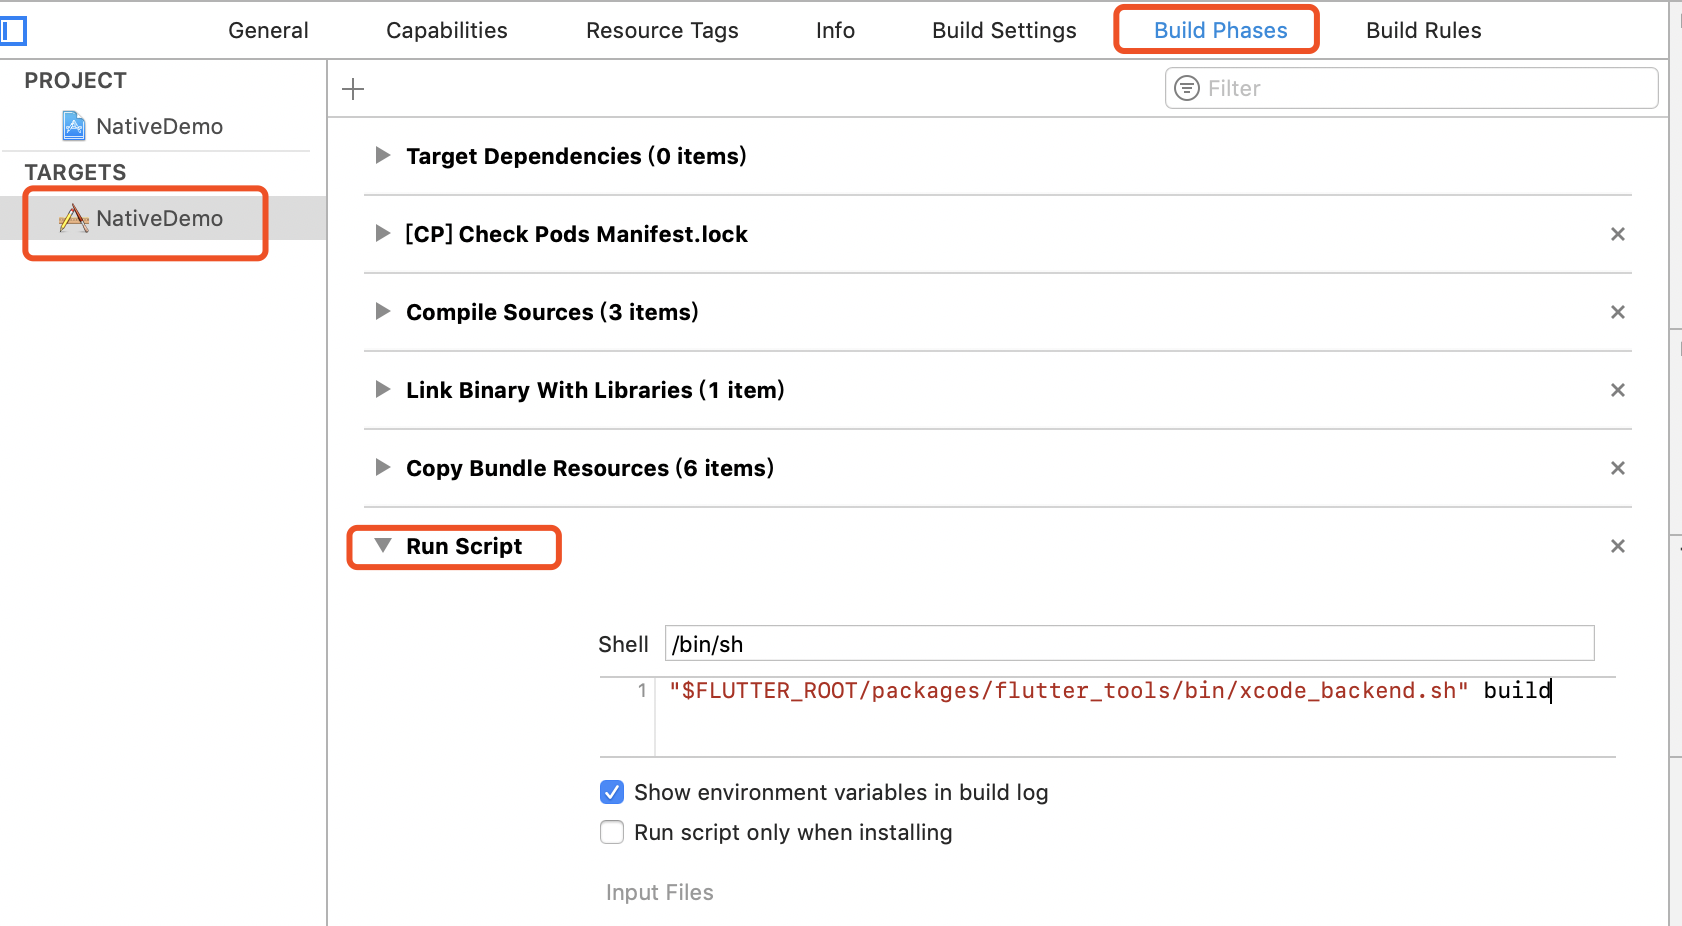 General Capabilities Resource Tags Info Build Settings Build Phases Build Rules
PROJECT
NativeDemo
TARGETS
NativeDemo
Filter
Target Dependencies (0 items)
[CP] Check Pods Manifest.lock
Compile Sources (3 items)
Link Binary With Libraries (1 item)
Copy Bundle Resources (6 items)
Run Script
Shell /bin/sh
1 "$FLUTTER_ROOT/packages/flutter_tools/bin/xcode_backend.sh" build
Show environment variables in build log
Run script only when installing
Input Files